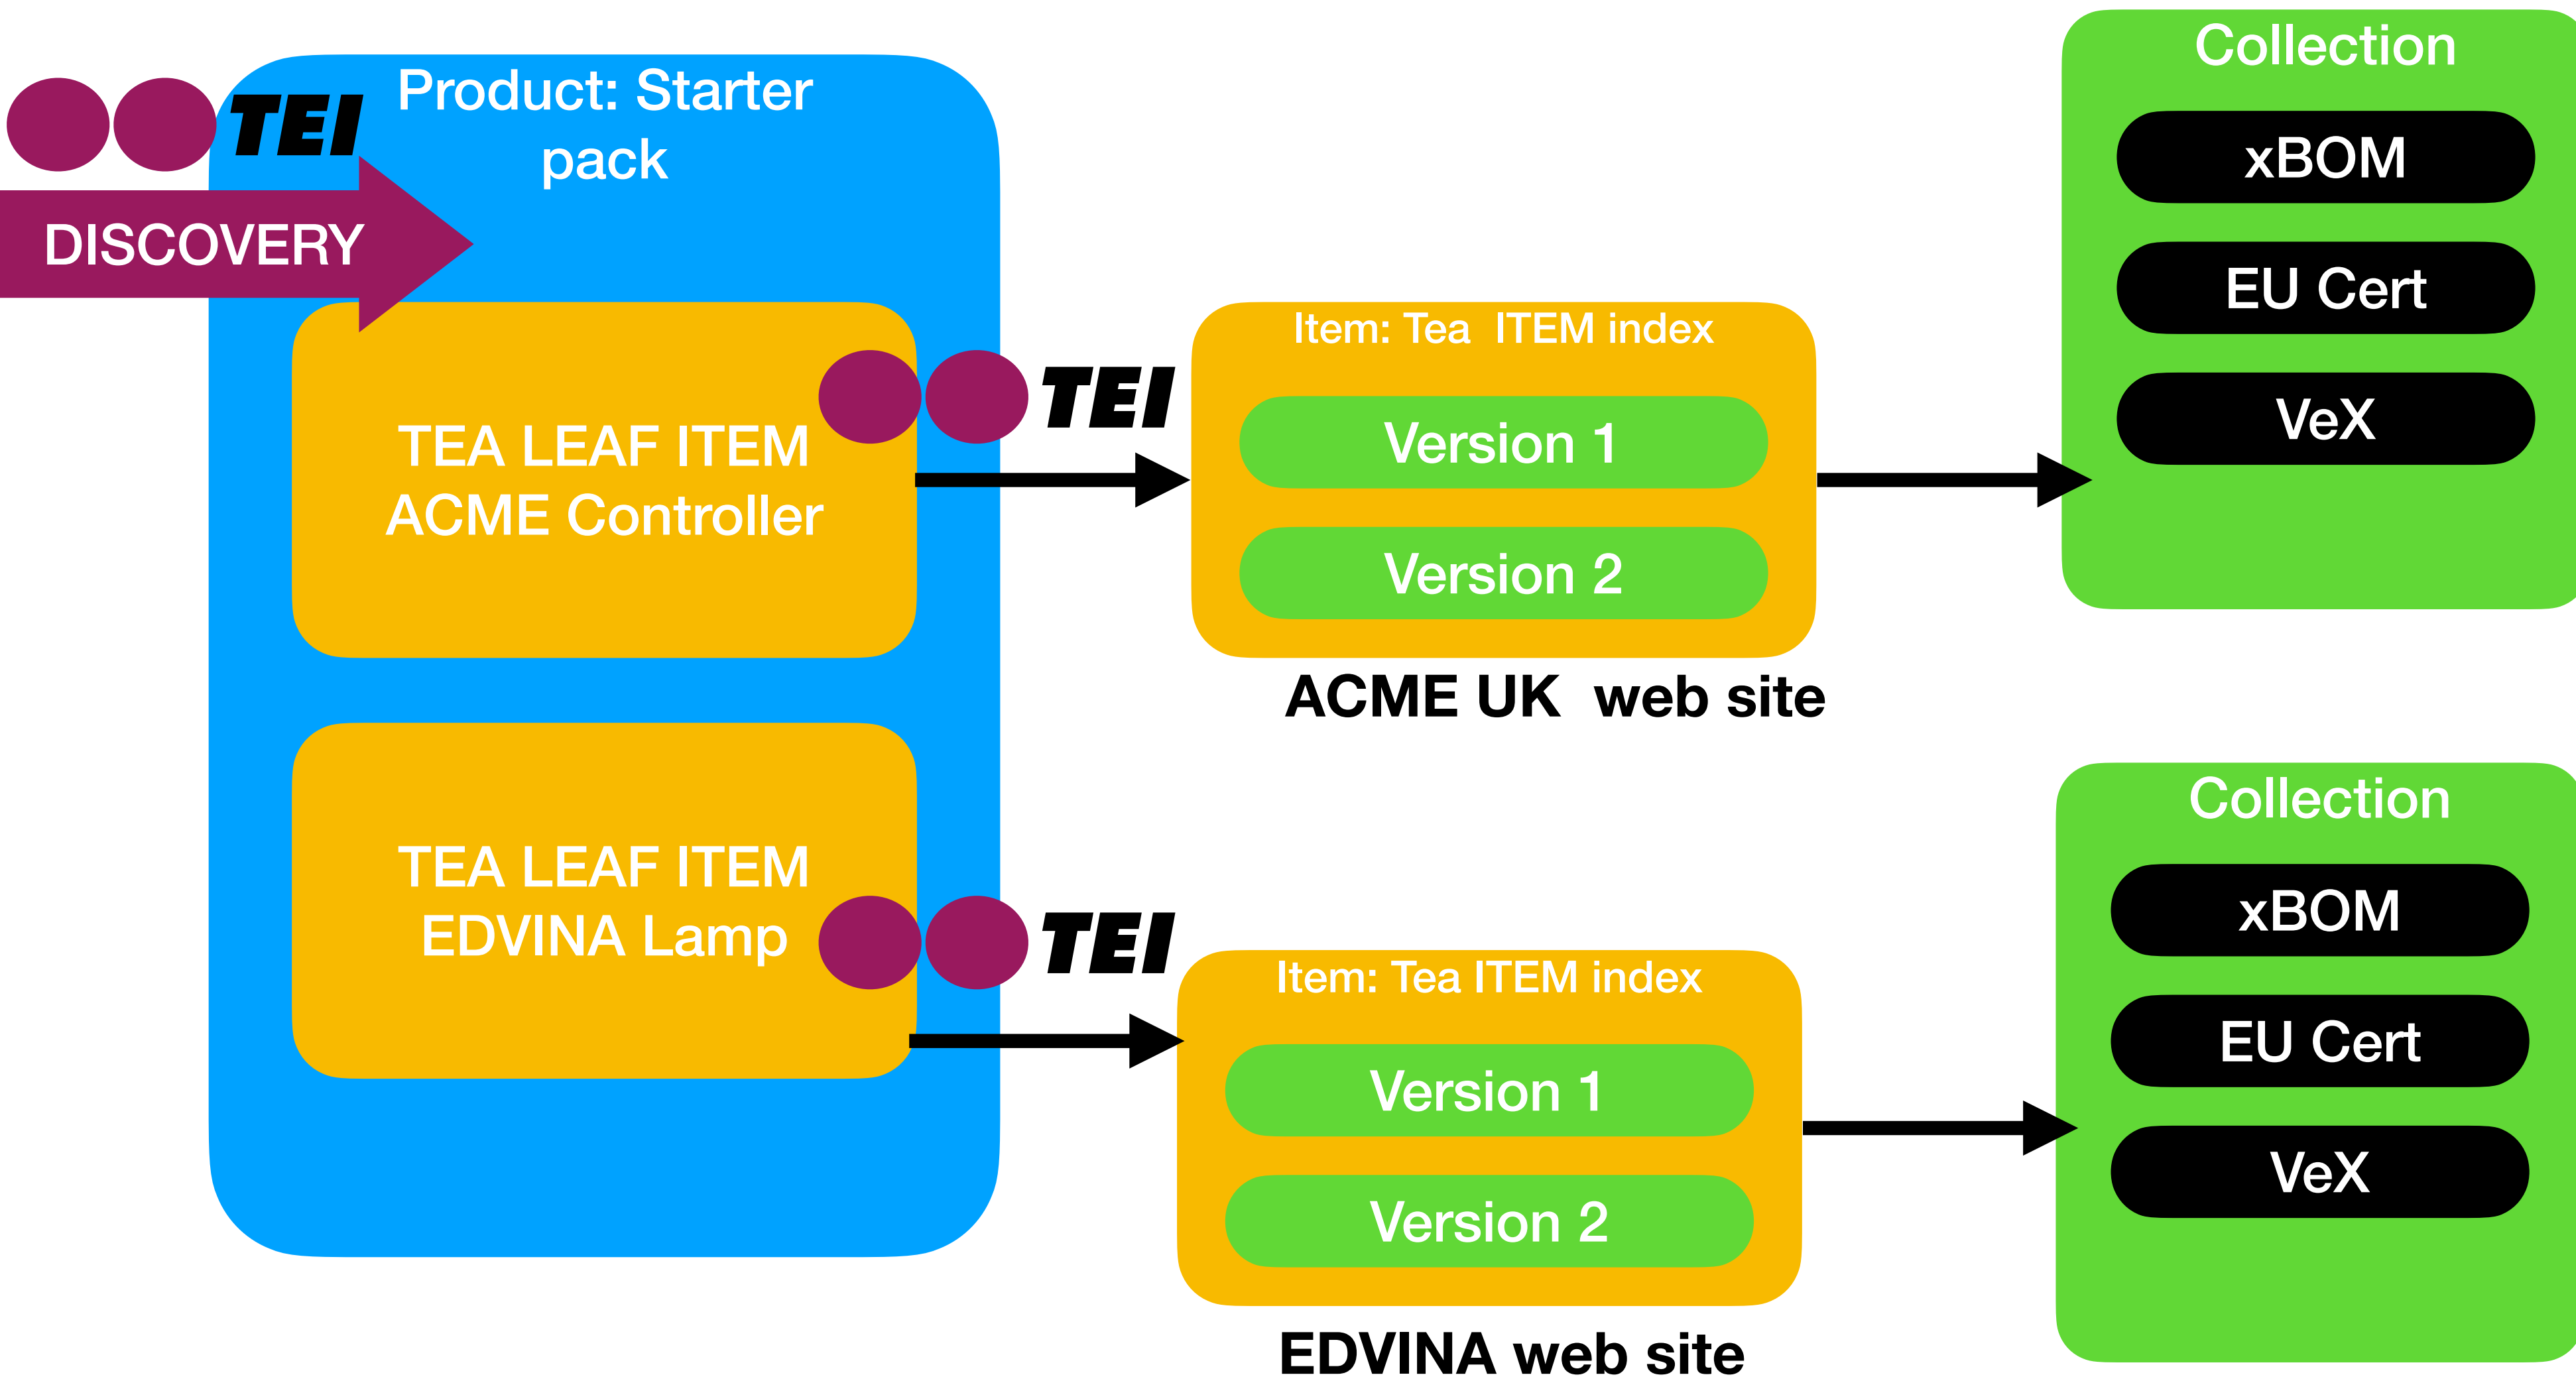 TEI
DISCOVERY
Product: Starter
pack
TEA LEAF ITEM
ACME Controller
TEI
TEA LEAF ITEM
EDVINA Lamp
TEI
Item: Tea  ITEM index
Version 1
Version 2
ACME UK  web site
Item: Tea ITEM index
Version 1
Version 2
EDVINA web site
Collection
xBOM
EU Cert
VeX
Collection
xBOM
EU Cert
VeX